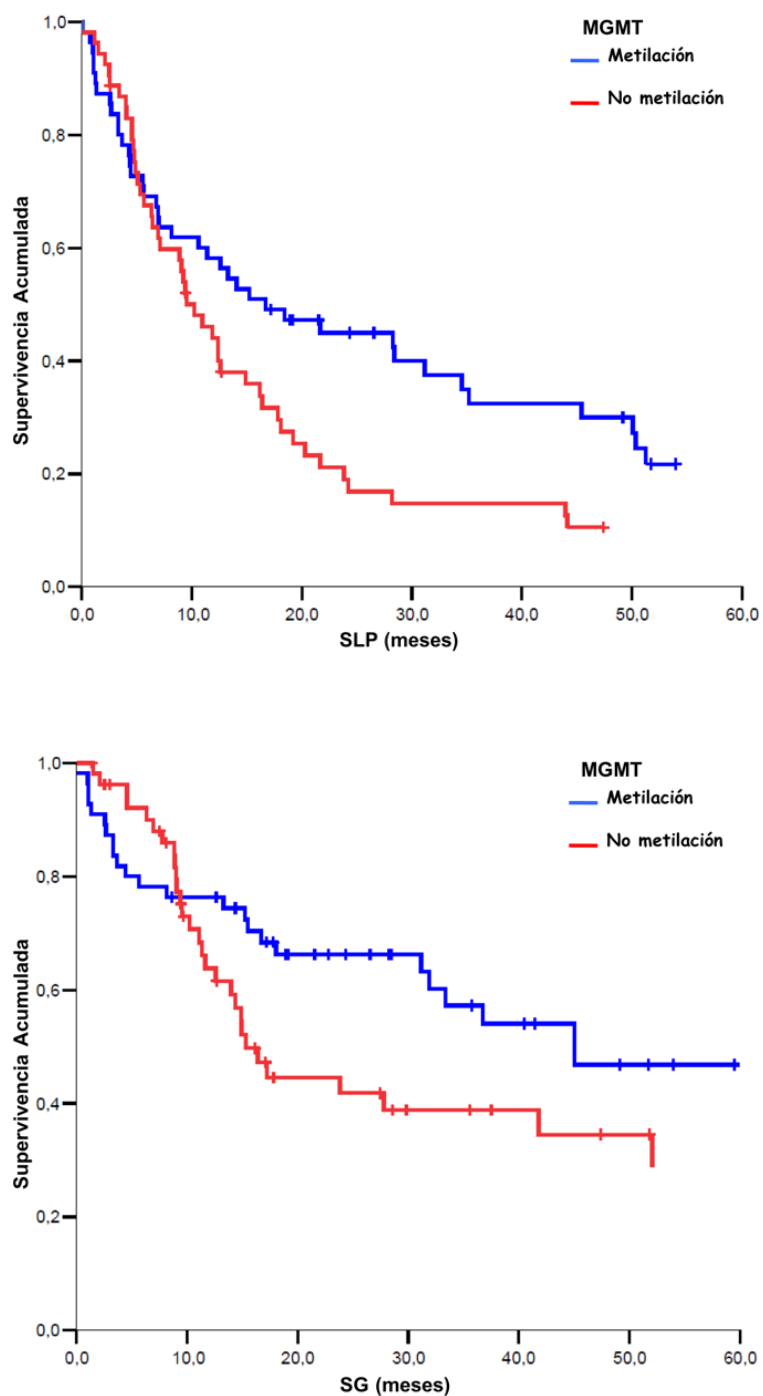 MGMT
Metilación
No metilación
Supervivencia Acumulada
1,0
0,8
0,6
0,4
0,2
0,0
0,0 10,0 20,0 30,0 40,0 50,0 60,0
SLP (meses)
MGMT
Metilación
No metilación
Supervivencia Acumulada
1,0
0,8
0,6
0,4
0,2
0,0
0,0 10,0 20,0 30,0 40,0 50,0 60,0
SG (meses)